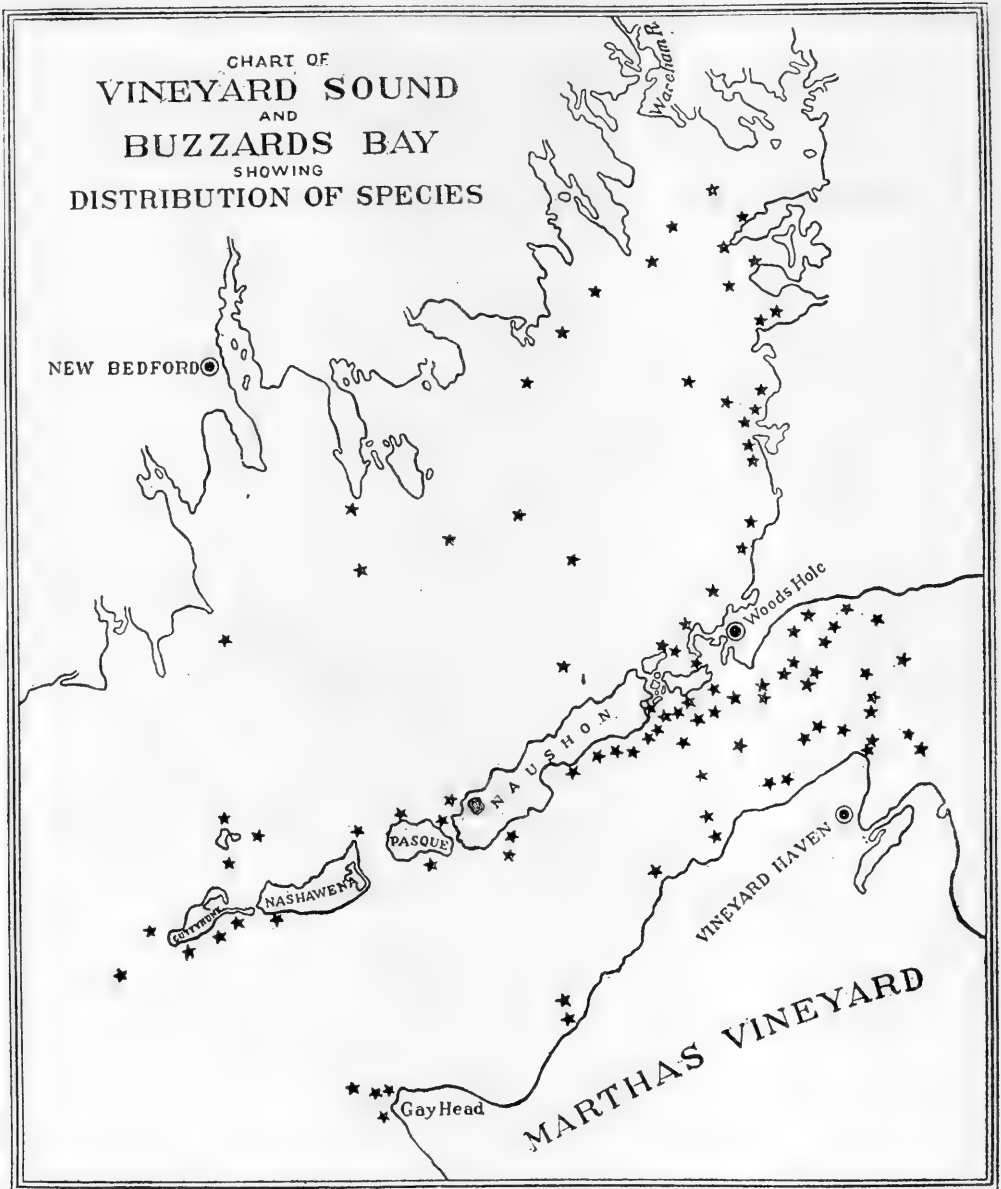 CHART OF
VINEYARD SOUND
AND
BUZZARDS BAY
SHOWING
DISTRIBUTION OF SPECIES
Wareham R.
NEW BEDFORD
Woods Hole
NAUSHON
PASQUE
NASHAWENA
CUTTYHUNK
VINEYARD HAVEN
MARTHAS VINEYARD
Gay Head